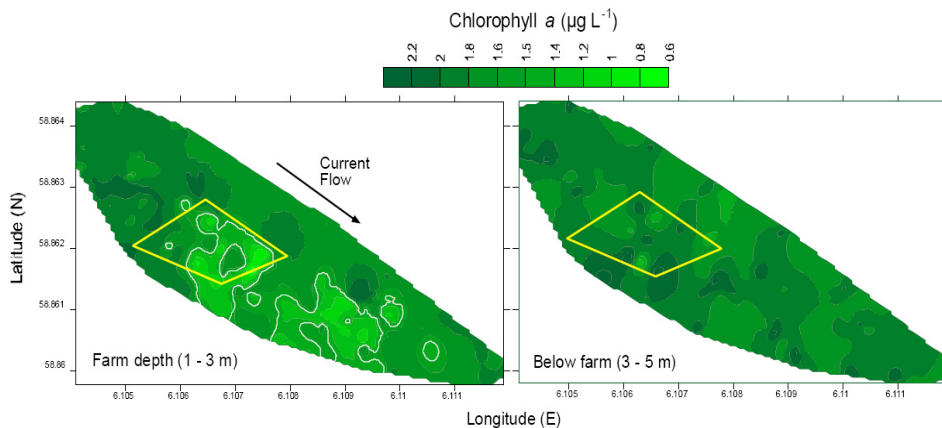 Chlorophyll a (µg L⁻¹)
2.2 2 1.8 1.6 1.5 1.4 1.2 1 0.8 0.6
58.864
58.863
58.862
58.861
58.86
Latitude (N)
Current
Flow
Farm depth (1 - 3 m)
Below farm (3 - 5 m)
6.105 6.106 6.107 6.108 6.109 6.11 6.111
6.105 6.106 6.107 6.108 6.109 6.11 6.111
Longitude (E)